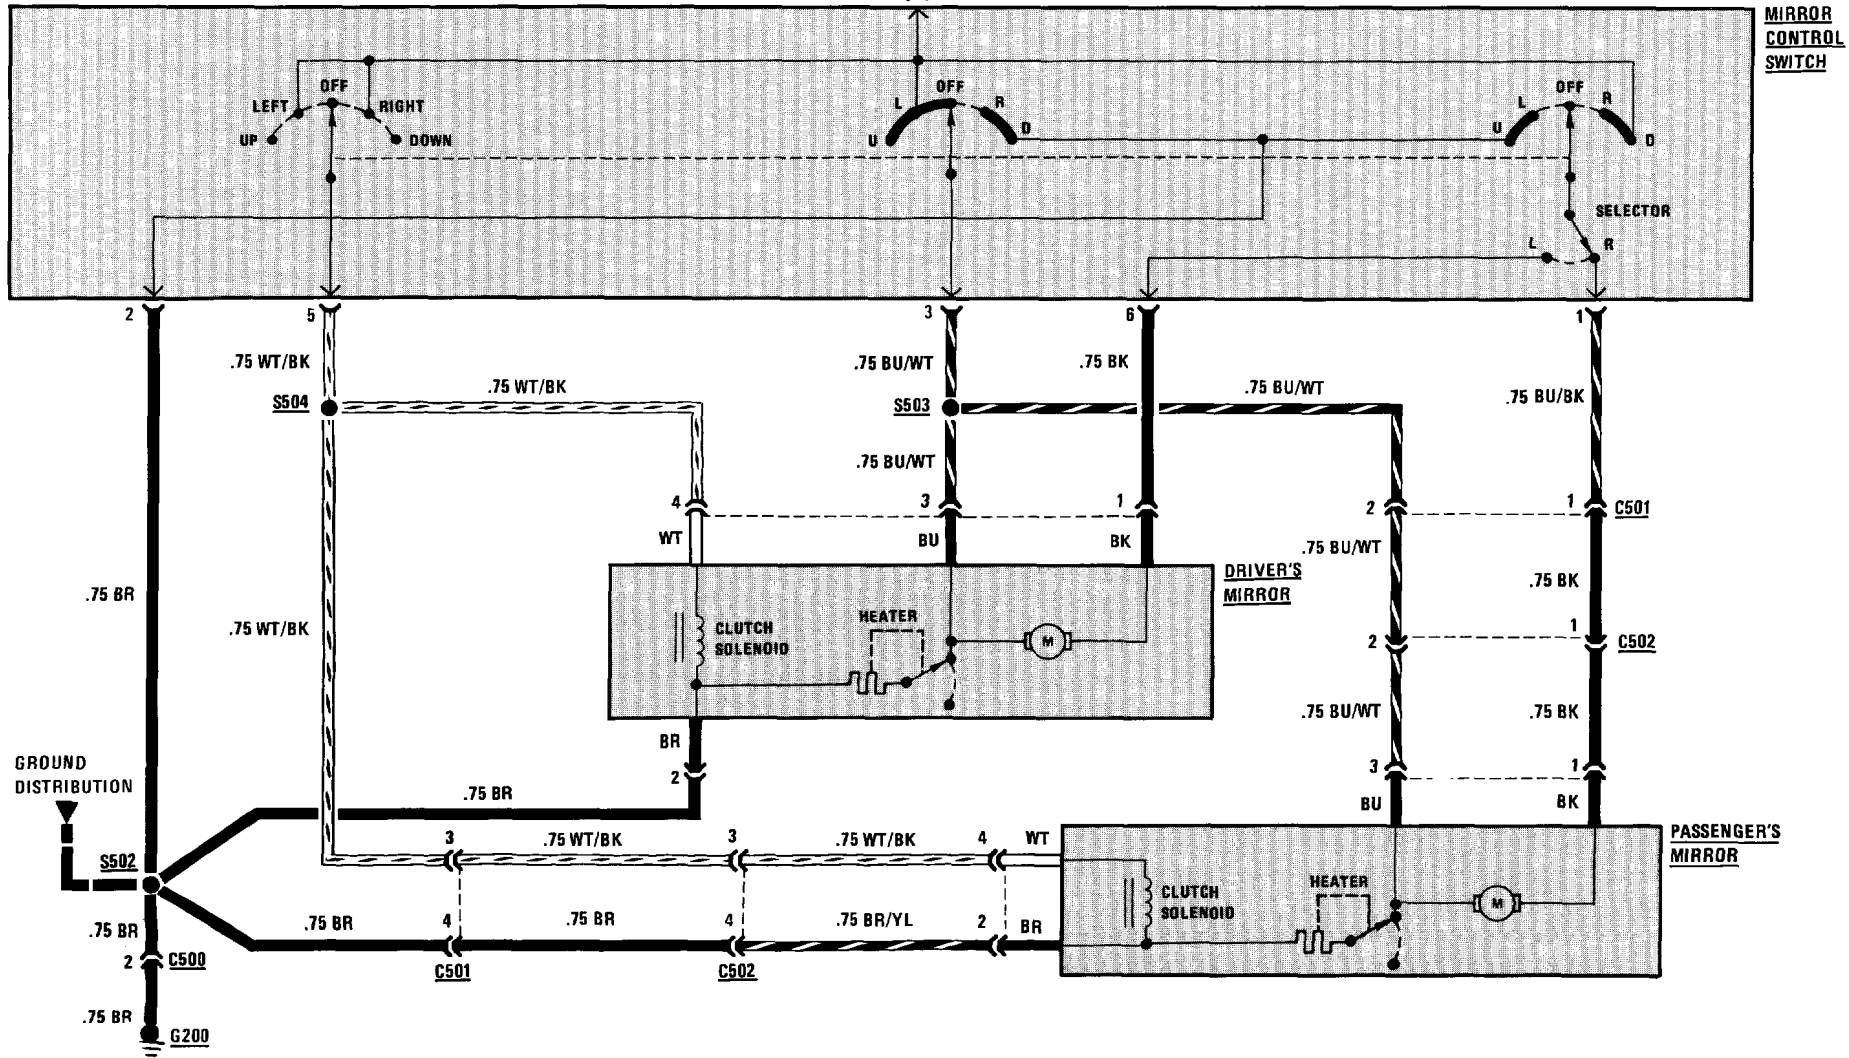 MIRROR
CONTROL
SWITCH
OFF
LEFT
RIGHT
UP
DOWN
OFF
L
R
U
D
OFF
L
R
U
D
SELECTOR
L
R
2
5
3
6
1
.75 WT/BK
.75 WT/BK
.75 BU/WT
.75 BK
.75 BU/WT
.75 BU/BK
S504
S503
.75 BU/WT
4
3
1
2
1
C501
WT
BU
BK
.75 BU/WT
.75 BR
.75 BK
DRIVER'S
MIRROR
HEATER
CLUTCH
SOLENOID
M
.75 WT/BK
2
1
C502
.75 BU/WT
.75 BK
BR
2
3
1
GROUND
DISTRIBUTION
.75 BR
BU
BK
3
.75 WT/BK
3
.75 WT/BK
4
WT
PASSENGER'S
MIRROR
S502
HEATER
CLUTCH
SOLENOID
M
.75 BR
.75 BR
4
.75 BR
4
.75 BR/YL
2
BR
2
C500
C501
C502
.75 BR
G200